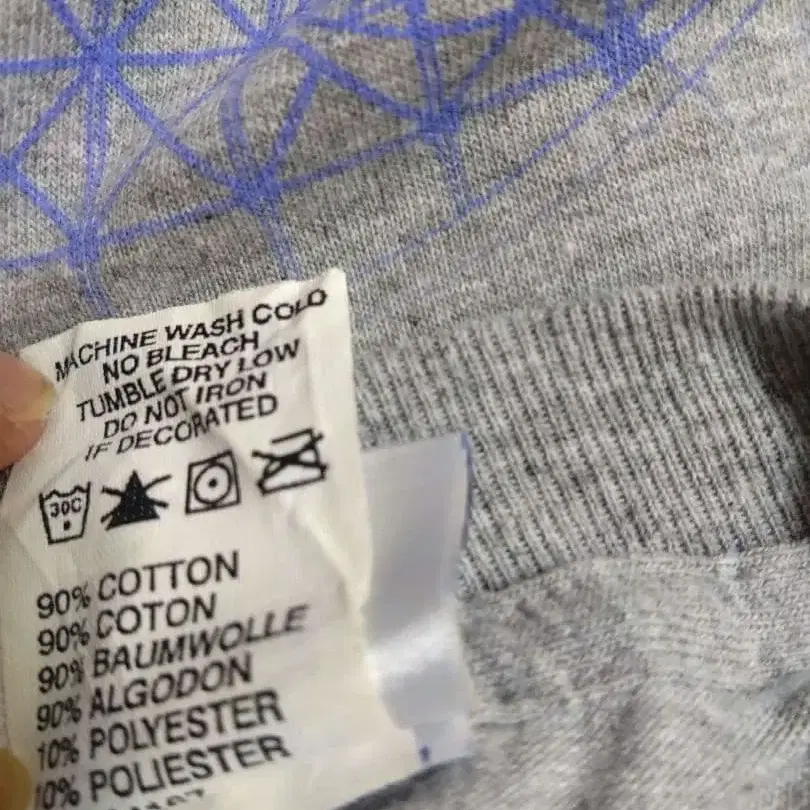 MACHINE WASH COLD
NO BLEACH
TUMBLE DRY LOW
DO NOT IRON
IF DECORATED
30C
90% COTTON
90% COTON
90% BAUMWOLLE
90% ALGODON
10% POLYESTER
10% POLIESTER